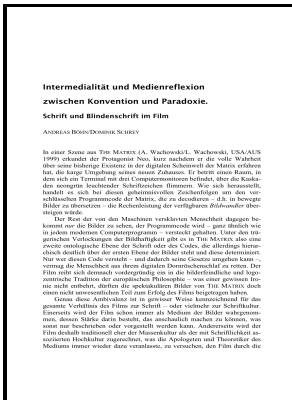 Intermedialität und Medienreflexion
zwischen Konvention und Paradoxie.
Schrift und Blindenschrift im Film
ANDREAS BÖHN/DOMINIK SCHREY
In einer Szene aus THE MATRIX (A. Wachowski/L. Wachowski, USA/AUS
1999) erkundet der Protagonist Neo, kurz nachdem er die volle Wahrheit
über seine bisherige Existenz in der digitalen Scheinwelt der Matrix erfahren
hat, die karge Umgebung seines neuen Zuhauses. Er betritt einen Raum, in
dem sich ein Terminal mit drei Computermonitoren befindet, über die Kaska-
den neongrün leuchtender Schriftzeichen flimmern. Wie sich herausstellt,
handelt es sich bei diesen geheimnisvollen Zeichenfolgen um den ver-
schlüsselten Programmcode der Matrix, die zu decodieren – d.h. in bewegte
Bilder zu übersetzen – die Rechenleistung der verfügbaren Bildwandler über-
steigen würde.
Der Rest der von den Maschinen versklavten Menschheit dagegen be-
kommt nur die Bilder zu sehen, der Programmcode wird – ganz ähnlich wie
in jedem modernen Computerprogramm – versteckt gehalten. Unter den trü-
gerischen Verlockungen der Bildhaftigkeit gibt es in THE MATRIX also eine
zweite ontologische Ebene der Schrift oder des Codes, die allerdings hierar-
chisch deutlich über der ersten Ebene der Bilder steht und diese determiniert.
Nur wer diesen Code versteht – und dadurch seine Gesetze umgehen kann –,
vermag die Menschheit aus ihrem digitalen Dornröschenschlaf zu retten. Der
Film reiht sich demnach vordergründig ein in die bilderfeindliche und logo-
zentrische Tradition der europäischen Philosophie – was einer gewissen Iro-
nie nicht entbehrt, dürften die spektakulären Bilder von THE MATRIX doch
einen nicht unwesentlichen Teil zum Erfolg des Films beigetragen haben.
Genau diese Ambivalenz ist in gewisser Weise kennzeichnend für das
gesamte Verhältnis des Films zur Schrift – oder vielmehr zur Schriftkultur.
Einerseits wird der Film schon immer als Medium der Bilder wahrgenom-
men, dessen Stärke darin besteht, das anschaulich machen zu können, was
sonst nur beschrieben oder vorgestellt werden kann. Andererseits wird der
Film deshalb traditionell eher der Massenkultur als der mit Schriftlichkeit as-
soziierten Hochkultur zugerechnet, was die Apologeten und Theoretiker des
Mediums immer wieder dazu veranlasste, zu versuchen, den Film durch die